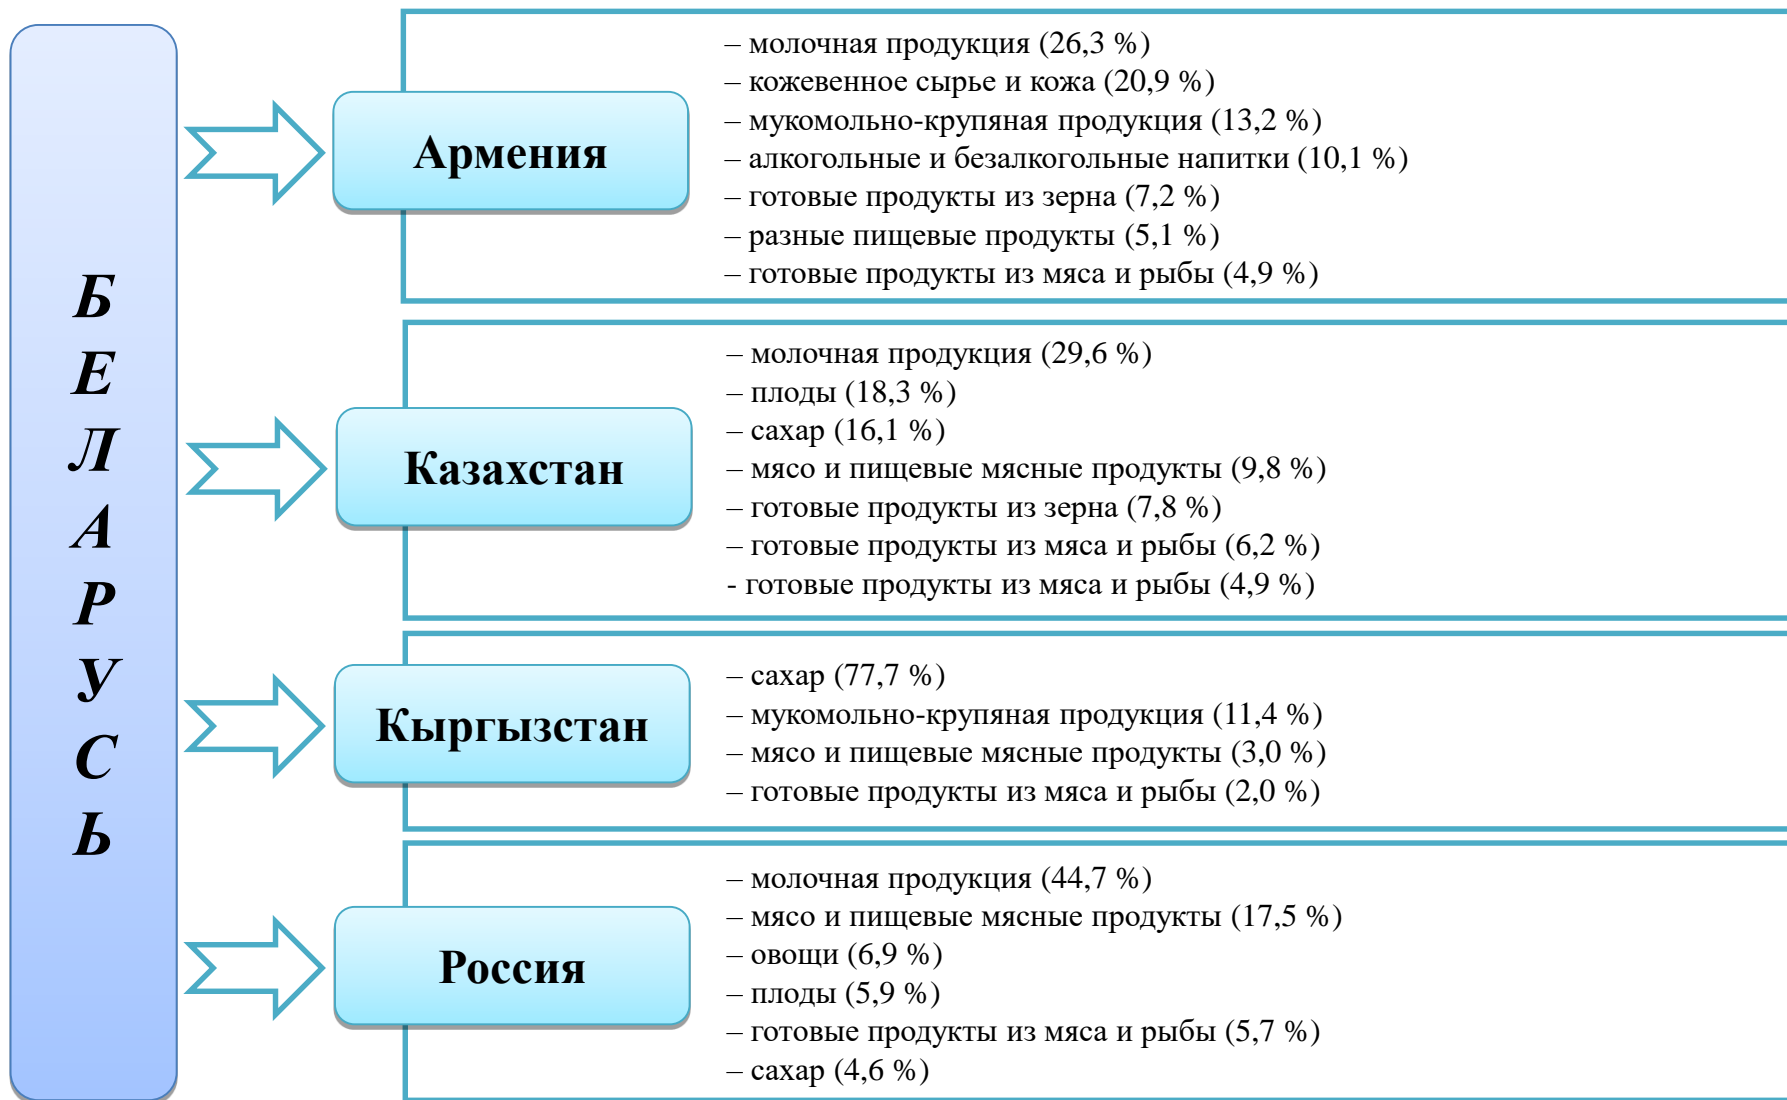 БЕЛАРУСЬ
Армения
– молочная продукция (26,3 %)
– кожевенное сырье и кожа (20,9 %)
– мукомольно-крупяная продукция (13,2 %)
– алкогольные и безалкогольные напитки (10,1 %)
– готовые продукты из зерна (7,2 %)
– разные пищевые продукты (5,1 %)
– готовые продукты из мяса и рыбы (4,9 %)
Казахстан
– молочная продукция (29,6 %)
– плоды (18,3 %)
– сахар (16,1 %)
– мясо и пищевые мясные продукты (9,8 %)
– готовые продукты из зерна (7,8 %)
– готовые продукты из мяса и рыбы (6,2 %)
- готовые продукты из мяса и рыбы (4,9 %)
Кыргызстан
– сахар (77,7 %)
– мукомольно-крупяная продукция (11,4 %)
– мясо и пищевые мясные продукты (3,0 %)
– готовые продукты из мяса и рыбы (2,0 %)
Россия
– молочная продукция (44,7 %)
– мясо и пищевые мясные продукты (17,5 %)
– овощи (6,9 %)
– плоды (5,9 %)
– готовые продукты из мяса и рыбы (5,7 %)
– сахар (4,6 %)